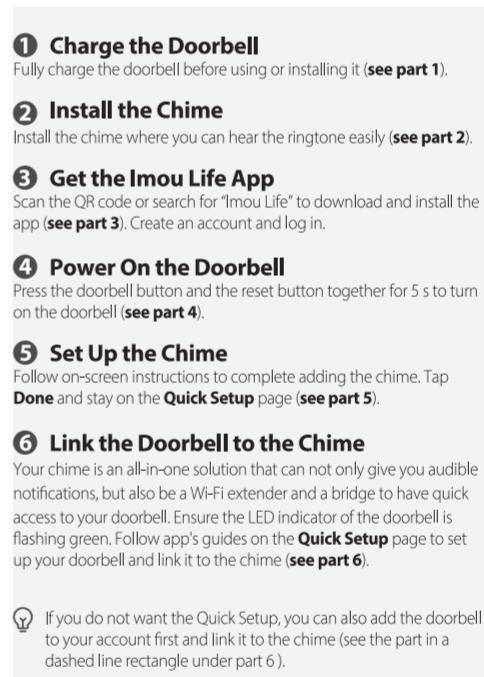 ❶ Charge the Doorbell
Fully charge the doorbell before using or installing it (see part 1).
❷ Install the Chime
Install the chime where you can hear the ringtone easily (see part 2).
❸ Get the Imou Life App
Scan the QR code or search for "Imou Life" to download and install the
app (see part 3). Create an account and log in.
❹ Power On the Doorbell
Press the doorbell button and the reset button together for 5 s to turn
on the doorbell (see part 4).
❺ Set Up the Chime
Follow on-screen instructions to complete adding the chime. Tap
Done and stay on the Quick Setup page (see part 5).
❻ Link the Doorbell to the Chime
Your chime is an all-in-one solution that can not only give you audible
notifications, but also be a Wi-Fi extender and a bridge to have quick
access to your doorbell. Ensure the LED indicator of the doorbell is
flashing green. Follow app's guides on the Quick Setup page to set
up your doorbell and link it to the chime (see part 6).
If you do not want the Quick Setup, you can also add the doorbell
to your account first and link it to the chime (see the part in a
dashed line rectangle under part 6 ).